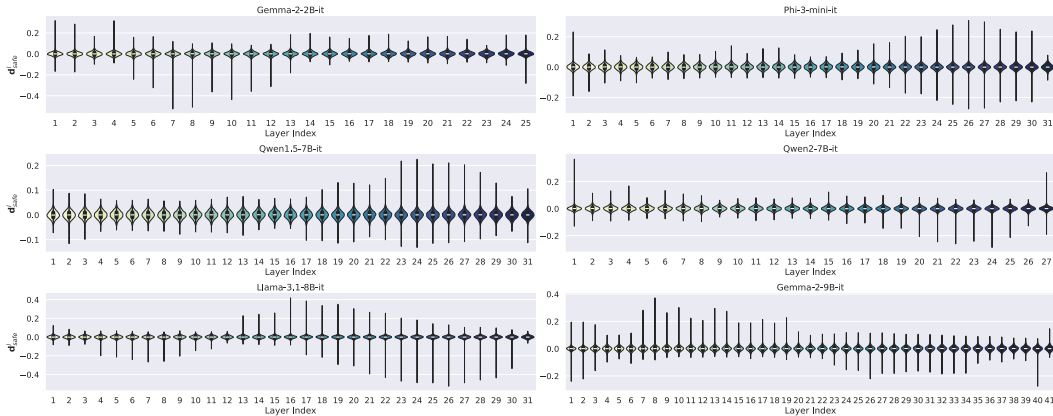 Gemma-2-2B-it
0.2
0.0
−0.2
−0.4
d^l_safe
1 2 3 4 5 6 7 8 9 10 11 12 13 14 15 16 17 18 19 20 21 22 23 24 25
Layer Index
Phi-3-mini-it
0.2
0.0
−0.2
1 2 3 4 5 6 7 8 9 10 11 12 13 14 15 16 17 18 19 20 21 22 23 24 25 26 27 28 29 30 31
Layer Index
Qwen1.5-7B-it
0.2
0.1
0.0
−0.1
d^l_safe
1 2 3 4 5 6 7 8 9 10 11 12 13 14 15 16 17 18 19 20 21 22 23 24 25 26 27 28 29 30 31
Layer Index
Qwen2-7B-it
0.2
0.0
−0.2
1 2 3 4 5 6 7 8 9 10 11 12 13 14 15 16 17 18 19 20 21 22 23 24 25 26 27
Layer Index
Llama-3.1-8B-it
0.4
0.2
0.0
−0.2
−0.4
d^l_safe
1 2 3 4 5 6 7 8 9 10 11 12 13 14 15 16 17 18 19 20 21 22 23 24 25 26 27 28 29 30 31
Layer Index
Gemma-2-9B-it
0.4
0.2
0.0
−0.2
1 2 3 4 5 6 7 8 9 10 11 12 13 14 15 16 17 18 19 20 21 22 23 24 25 26 27 28 29 30 31 32 33 34 35 36 37 38 39 40 41
Layer Index